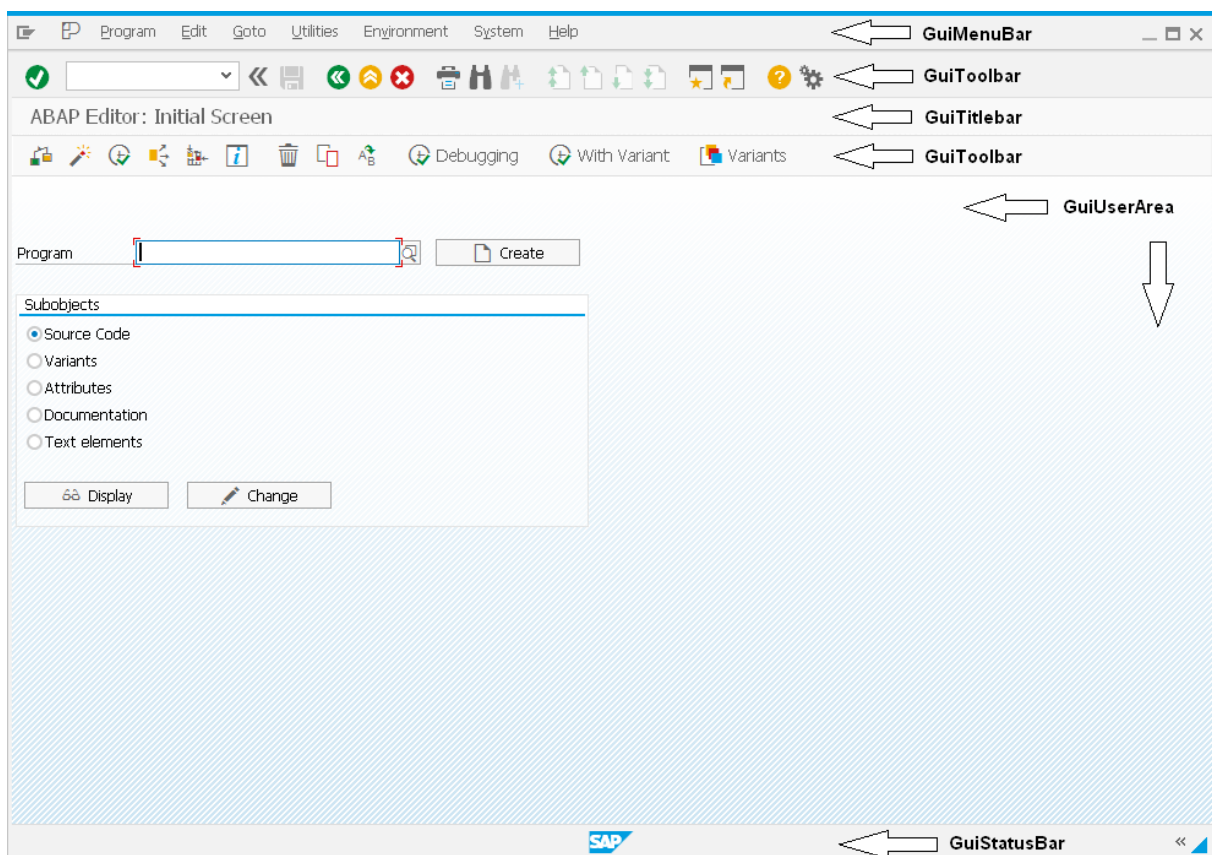 Program Edit Goto Utilities Environment System Help GuiMenuBar
GuiToolbar
ABAP Editor: Initial Screen GuiTitlebar
Debugging With Variant Variants GuiToolbar
GuiUserArea
Program Create
Subobjects
Source Code
Variants
Attributes
Documentation
Text elements
Display Change
SAP GuiStatusBar